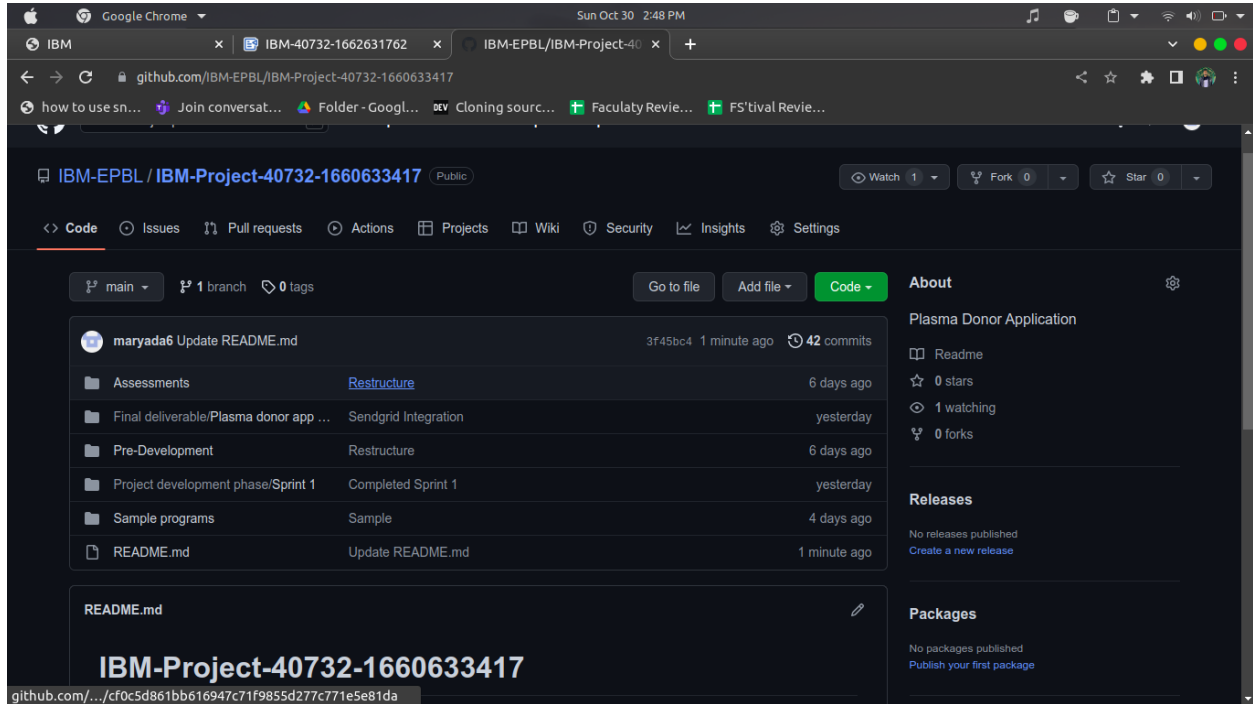 Google Chrome
Sun Oct 30 2:48 PM
IBM
IBM-40732-1662631762
IBM-EPBL/IBM-Project-40
github.com/IBM-EPBL/IBM-Project-40732-1660633417
how to use sn... Join conversat... Folder - Googl... DEV Cloning sourc... Faculaty Revie... FS'tival Revie...
IBM-EPBL / IBM-Project-40732-1660633417 Public
Watch 1 Fork 0 Star 0
Code Issues Pull requests Actions Projects Wiki Security Insights Settings
main 1 branch 0 tags Go to file Add file Code
maryada6 Update README.md 3f45bc4 1 minute ago 42 commits
Assessments Restructure 6 days ago
Final deliverable/Plasma donor app ... Sendgrid Integration yesterday
Pre-Development Restructure 6 days ago
Project development phase/Sprint 1 Completed Sprint 1 yesterday
Sample programs Sample 4 days ago
README.md Update README.md 1 minute ago
README.md
IBM-Project-40732-1660633417
About
Plasma Donor Application
Readme
0 stars
1 watching
0 forks
Releases
No releases published
Create a new release
Packages
No packages published
Publish your first package
github.com/.../cf0c5d861bb616947c71f9855d277c771e5e81da